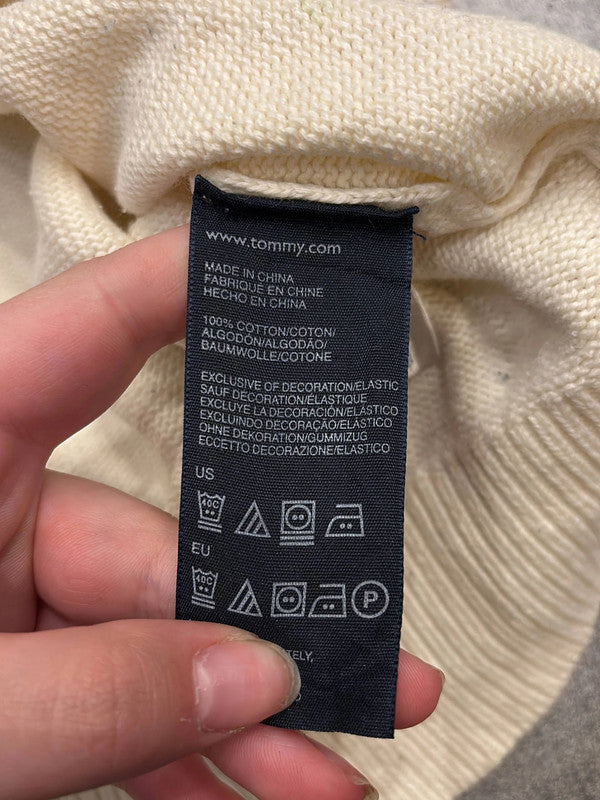 www.tommy.com
MADE IN CHINA
FABRIQUE EN CHINE
HECHO EN CHINA
100% COTTON/COTON/
ALGODÓN/ALGODÃO/
BAUMWOLLE/COTONE
EXCLUSIVE OF DECORATION/ELASTIC
SAUF DECORATION/ÉLASTIQUE
EXCLUYE LA DECORACIÓN/ELÁSTICO
EXCLUINDO DECORAÇÃO/ELÁSTICO
OHNE DEKORATION/GUMMIZUG
ECCETTO DECORAZIONE/ELASTICO
US
40C
EU
40C
P